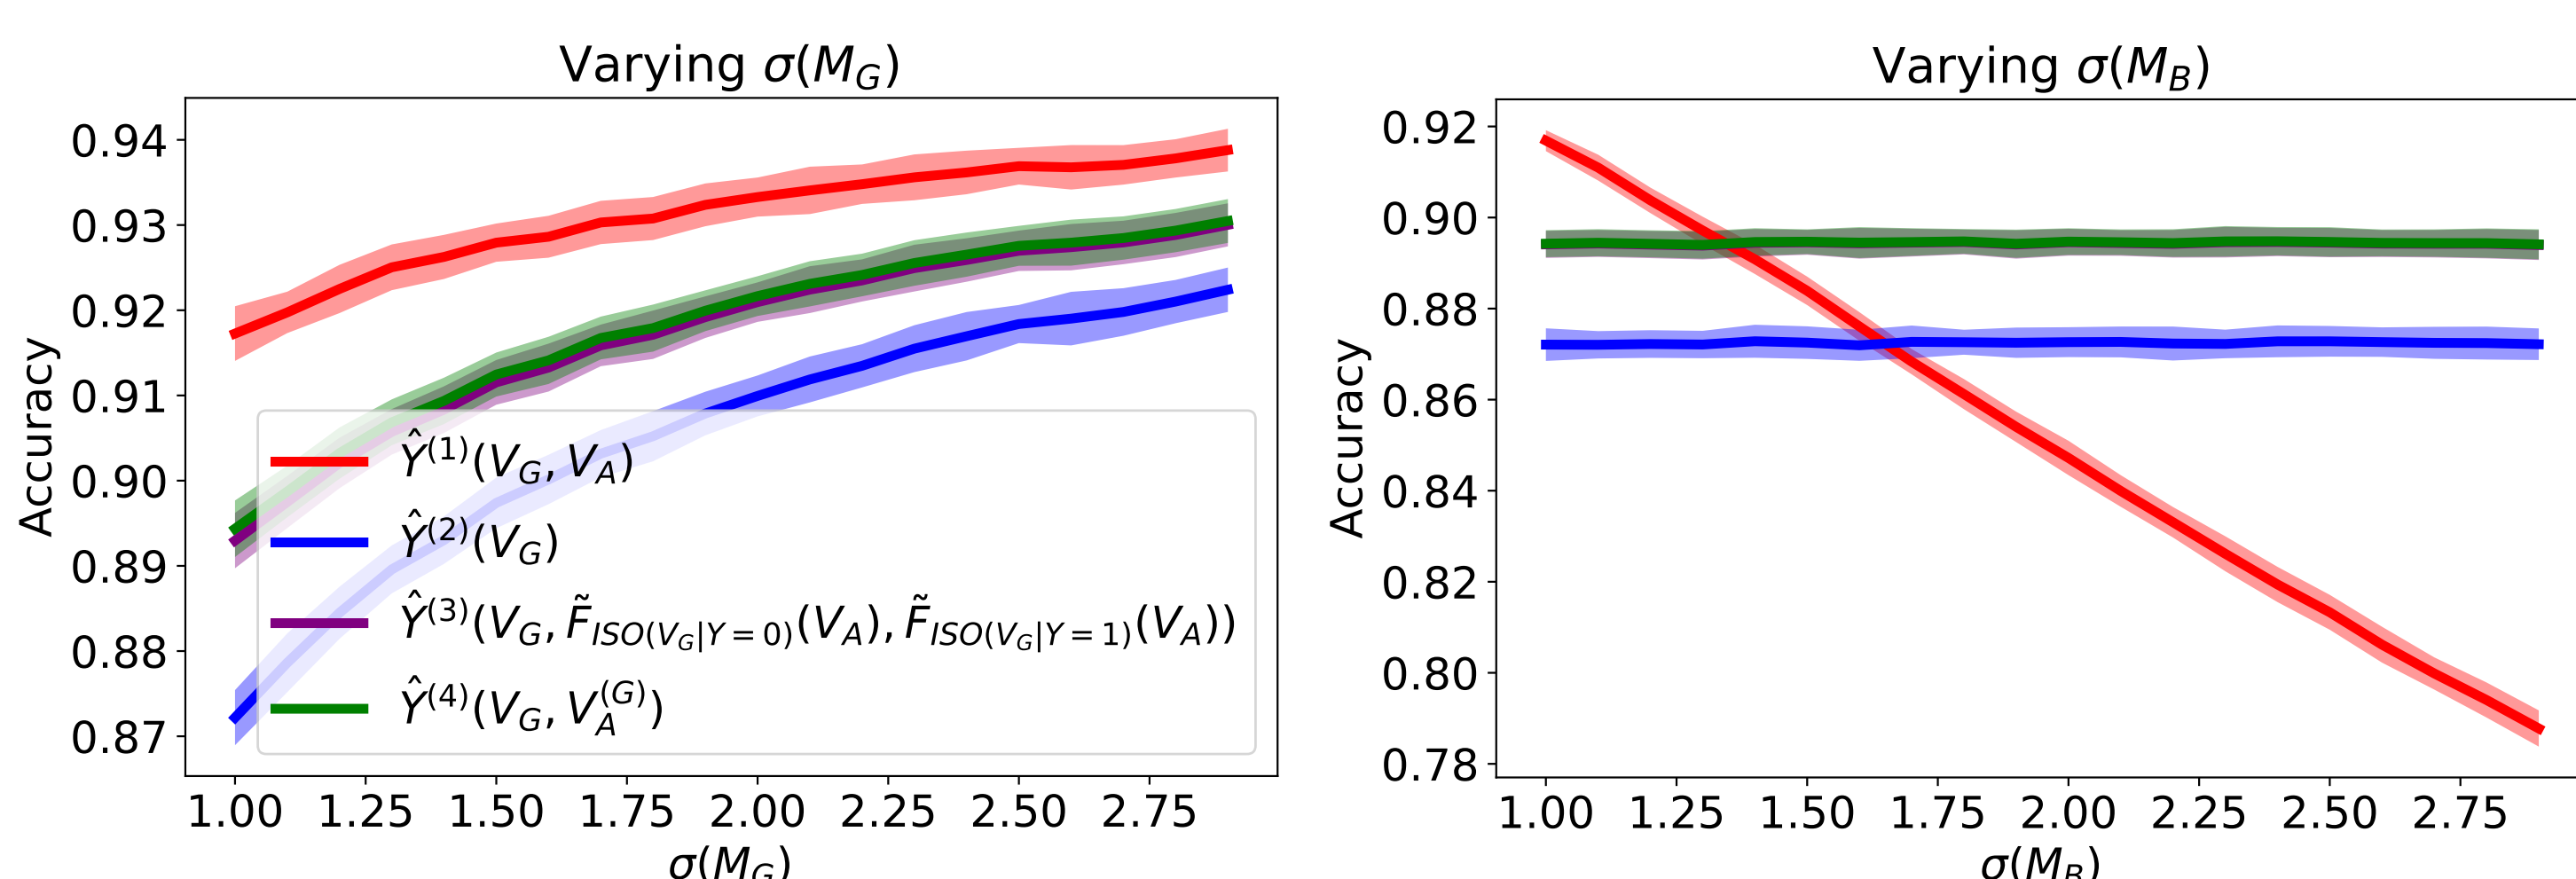 Varying σ(M_G)
Accuracy
0.94
0.93
0.92
0.91
0.90
0.89
0.88
0.87
Ŷ^(1)(V_G, V_A)
Ŷ^(2)(V_G)
Ŷ^(3)(V_G, F̃_ISO(V_G|Y = 0)(V_A), F̃_ISO(V_G|Y = 1)(V_A))
Ŷ^(4)(V_G, V_A^(G))
1.00 1.25 1.50 1.75 2.00 2.25 2.50 2.75
σ(M_G)
Varying σ(M_B)
Accuracy
0.92
0.90
0.88
0.86
0.84
0.82
0.80
0.78
1.00 1.25 1.50 1.75 2.00 2.25 2.50 2.75
σ(M_B)